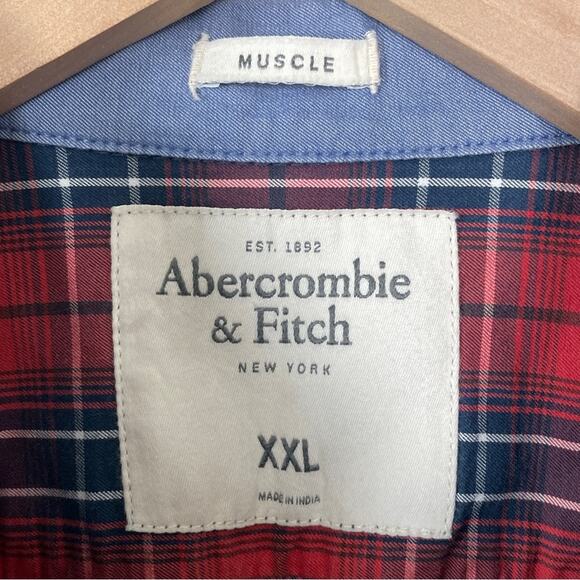 MUSCLE
EST. 1892
Abercrombie
& Fitch
NEW YORK
XXL
MADE IN INDIA